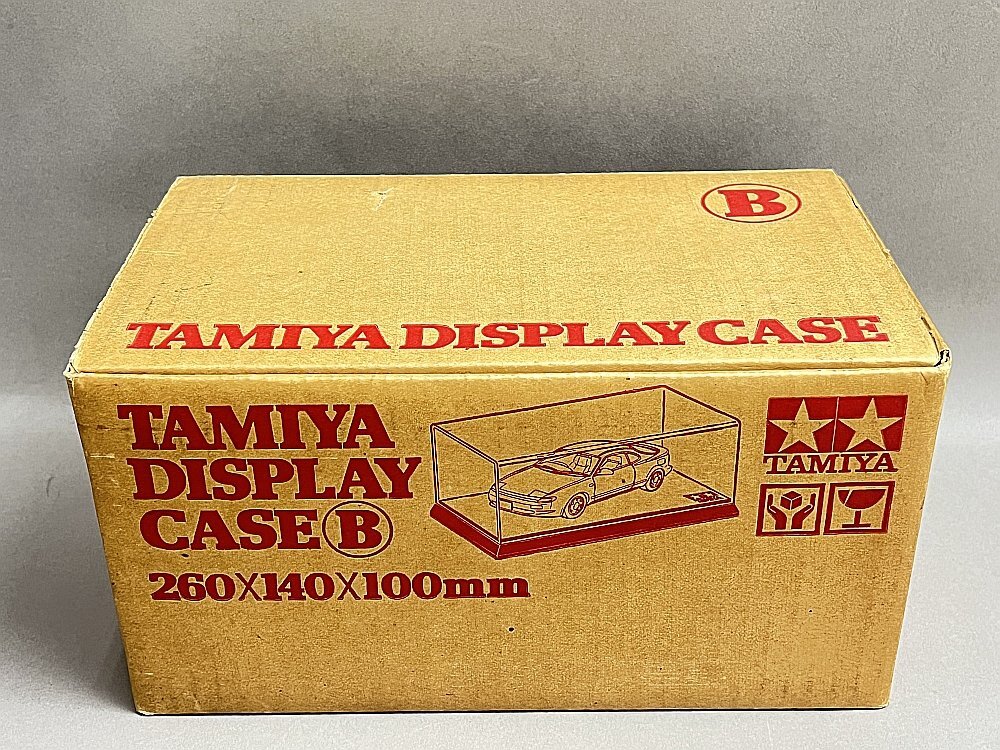 B
TAMIYA DISPLAY CASE
TAMIYA
DISPLAY
CASE B
260X140X100mm
TAMIYA